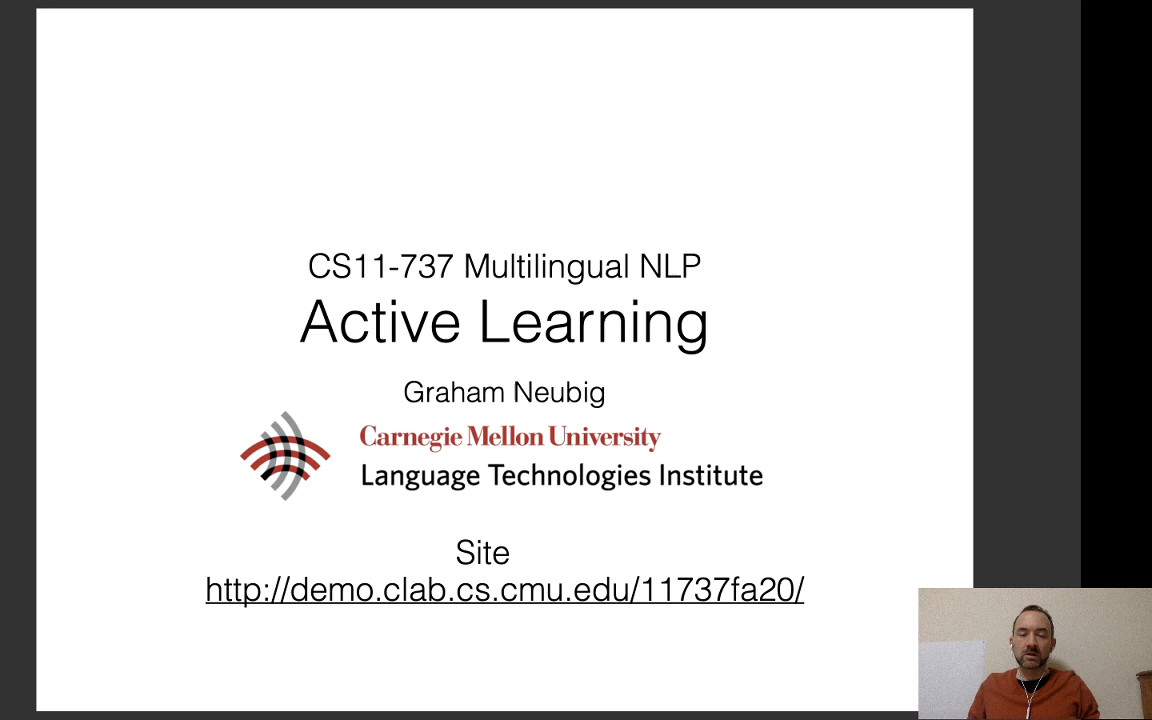 CS11-737 Multilingual NLP
Active Learning
Graham Neubig
Carnegie Mellon University
Language Technologies Institute
Site
http://demo.clab.cs.cmu.edu/11737fa20/